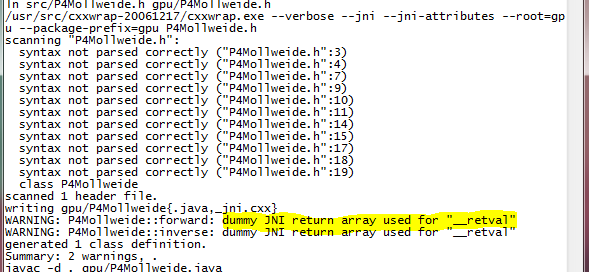 ln src/P4Mollweide.h gpu/P4Mollweide.h
/usr/src/cxxwrap-20061217/cxxwrap.exe --verbose --jni --jni-attributes --root=gp
u --package-prefix=gpu P4Mollweide.h
scanning "P4Mollweide.h":
syntax not parsed correctly ("P4Mollweide.h":3)
syntax not parsed correctly ("P4Mollweide.h":4)
syntax not parsed correctly ("P4Mollweide.h":7)
syntax not parsed correctly ("P4Mollweide.h":9)
syntax not parsed correctly ("P4Mollweide.h":10)
syntax not parsed correctly ("P4Mollweide.h":11)
syntax not parsed correctly ("P4Mollweide.h":14)
syntax not parsed correctly ("P4Mollweide.h":15)
syntax not parsed correctly ("P4Mollweide.h":17)
syntax not parsed correctly ("P4Mollweide.h":18)
syntax not parsed correctly ("P4Mollweide.h":19)
class P4Mollweide
scanned 1 header file.
writing gpu/P4Mollweide{.java,_jni.cxx}
WARNING: P4Mollweide::forward: dummy JNI return array used for "__retval"
WARNING: P4Mollweide::inverse: dummy JNI return array used for "__retval"
generated 1 class definition.
Summary: 2 warnings, .
javac -d . gpu/P4Mollweide.java